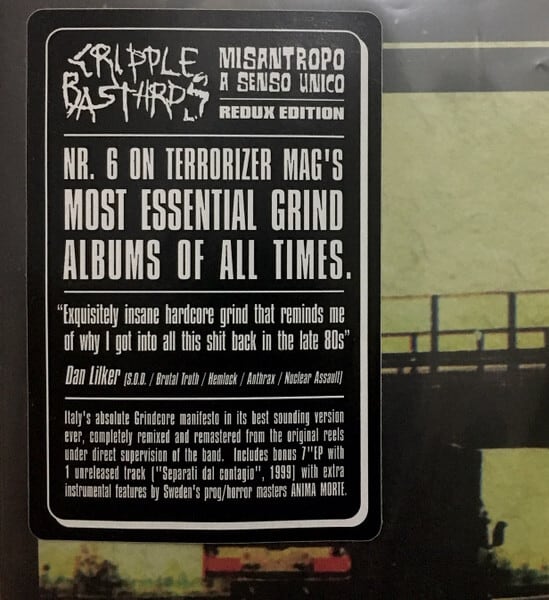 CRIPPLE
BASTARDS
MISANTROPO
A SENSO UNICO
REDUX EDITION
NR. 6 ON TERRORIZER MAG'S
MOST ESSENTIAL GRIND
ALBUMS OF ALL TIMES.
"Exquisitely insane hardcore grind that reminds me
of why I got into all this shit back in the late 80s"
Dan Lilker (S.O.D. / Brutal Truth / Hemlock / Anthrax / Nuclear Assault)
Italy's absolute Grindcore manifesto in its best sounding version
ever, completely remixed and remastered from the original reels
under direct supervision of the band. Includes bonus 7"EP with
1 unreleased track ("Separati dal contagio", 1999) with extra
instrumental features by Sweden's prog/horror masters ANIMA MORTE.